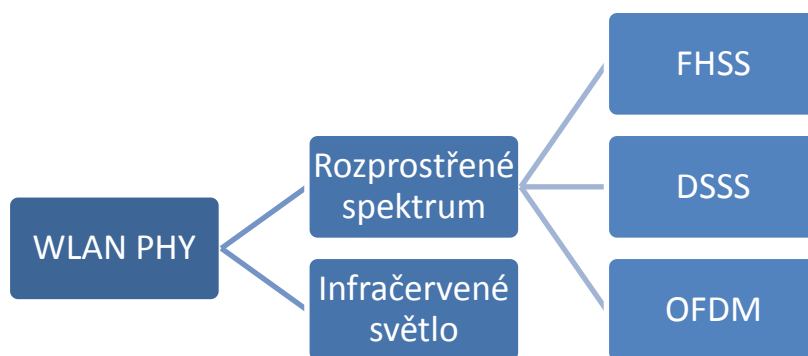 WLAN PHY
Rozprostřené
spektrum
Infračervené
světlo
FHSS
DSSS
OFDM